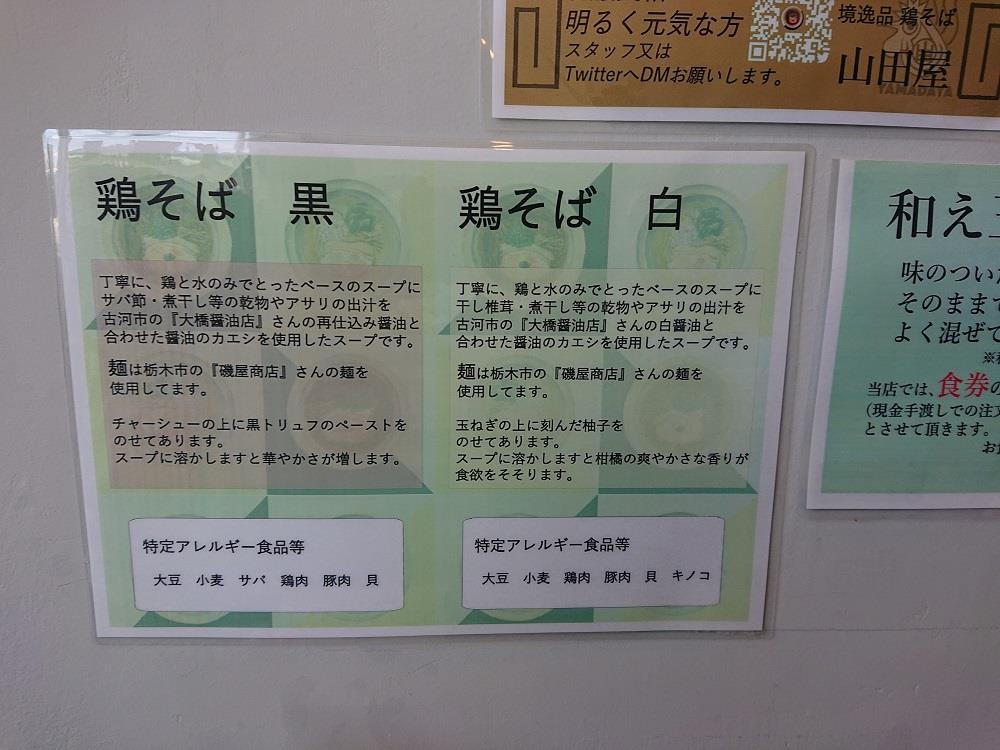 明るく元気な方
スタッフ又は
TwitterへDMお願いします。
境逸品 鶏そば
山田屋
YAMADAYA
鶏そば 黒
丁寧に、鶏と水のみでとったベースのスープに
サバ節・煮干し等の乾物やアサリの出汁を
古河市の『大橋醤油店』さんの再仕込み醤油と
合わせた醤油のカエシを使用したスープです。
麺は栃木市の『磯屋商店』さんの麺を
使用してます。
チャーシューの上に黒トリュフのペーストを
のせてあります。
スープに溶かしますと華やかさが増します。
特定アレルギー食品等
大豆 小麦 サバ 鶏肉 豚肉 貝
鶏そば 白
丁寧に、鶏と水のみでとったベースのスープに
干し椎茸・煮干し等の乾物やアサリの出汁を
古河市の『大橋醤油店』さんの白醤油と
合わせた醤油のカエシを使用したスープです。
麺は栃木市の『磯屋商店』さんの麺を
使用してます。
玉ねぎの上に刻んだ柚子を
のせてあります。
スープに溶かしますと柑橘の爽やかさな香りが
食欲をそそります。
特定アレルギー食品等
大豆 小麦 鶏肉 豚肉 貝 キノコ
和え
味のつい
そのまま
よく混ぜて
当店では、食券の
(現金手渡しでの注
とさせて頂きます。